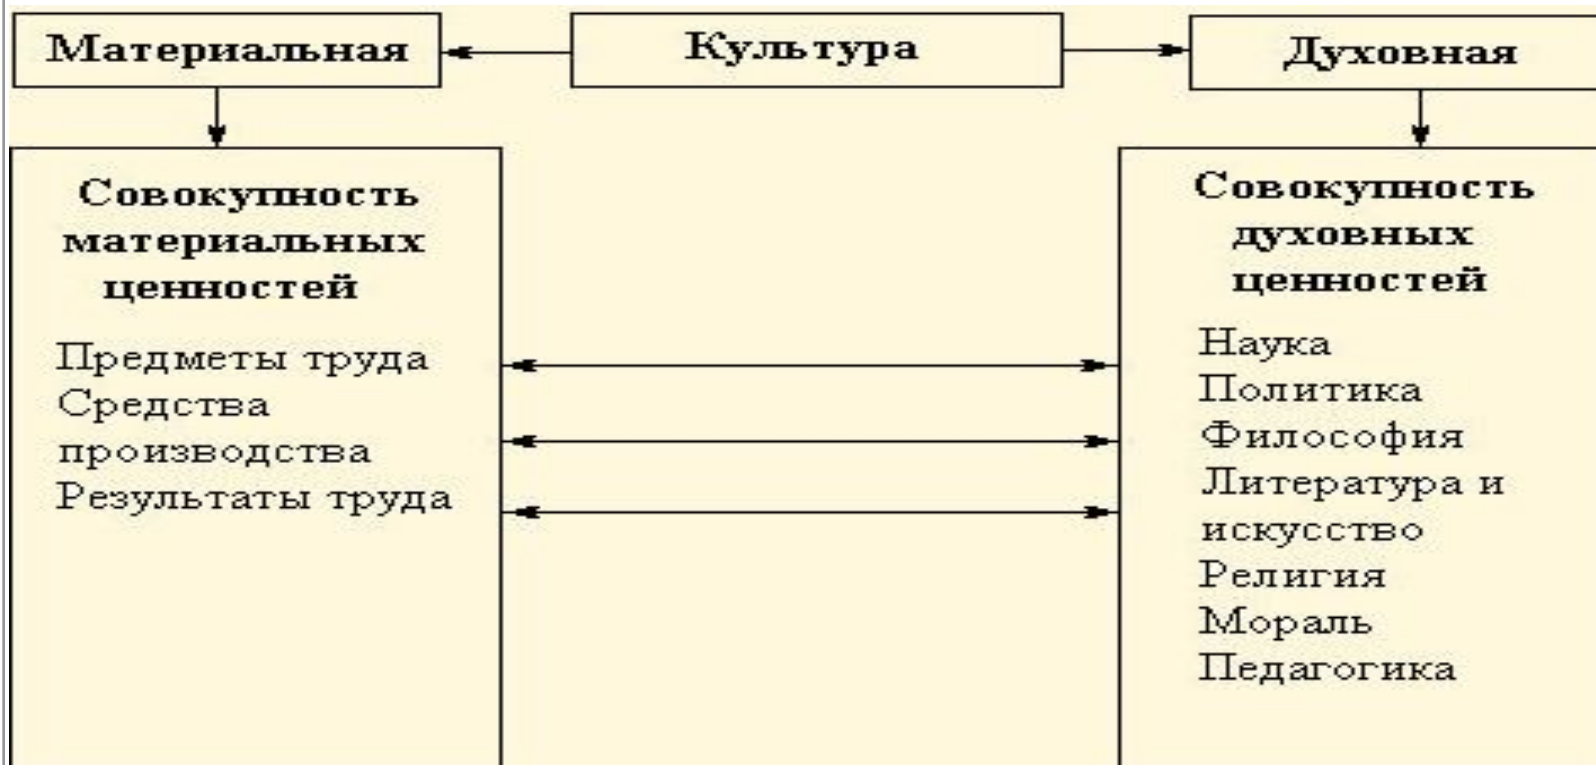 Материальная
Культура
Духовная
Совокупность
материальных
ценностей
Предметы труда
Средства
производства
Результаты труда
Совокупность
духовных
ценностей
Наука
Политика
Философия
Литература и
искусство
Религия
Мораль
Педагогика